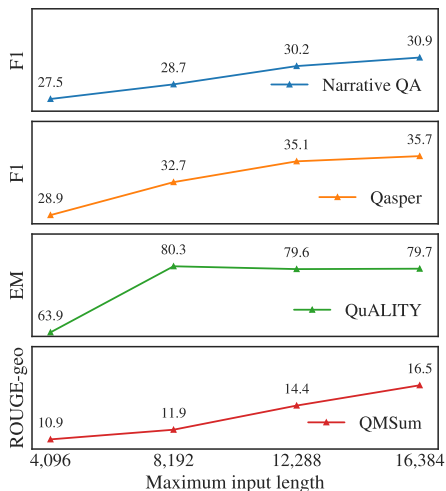 F1
27.5
28.7
30.2
30.9
Narrative QA
F1
28.9
32.7
35.1
35.7
Qasper
EM
63.9
80.3
79.6
79.7
QuALITY
ROUGE-geo
10.9
11.9
14.4
16.5
QMSum
4,096
8,192
12,288
16,384
Maximum input length